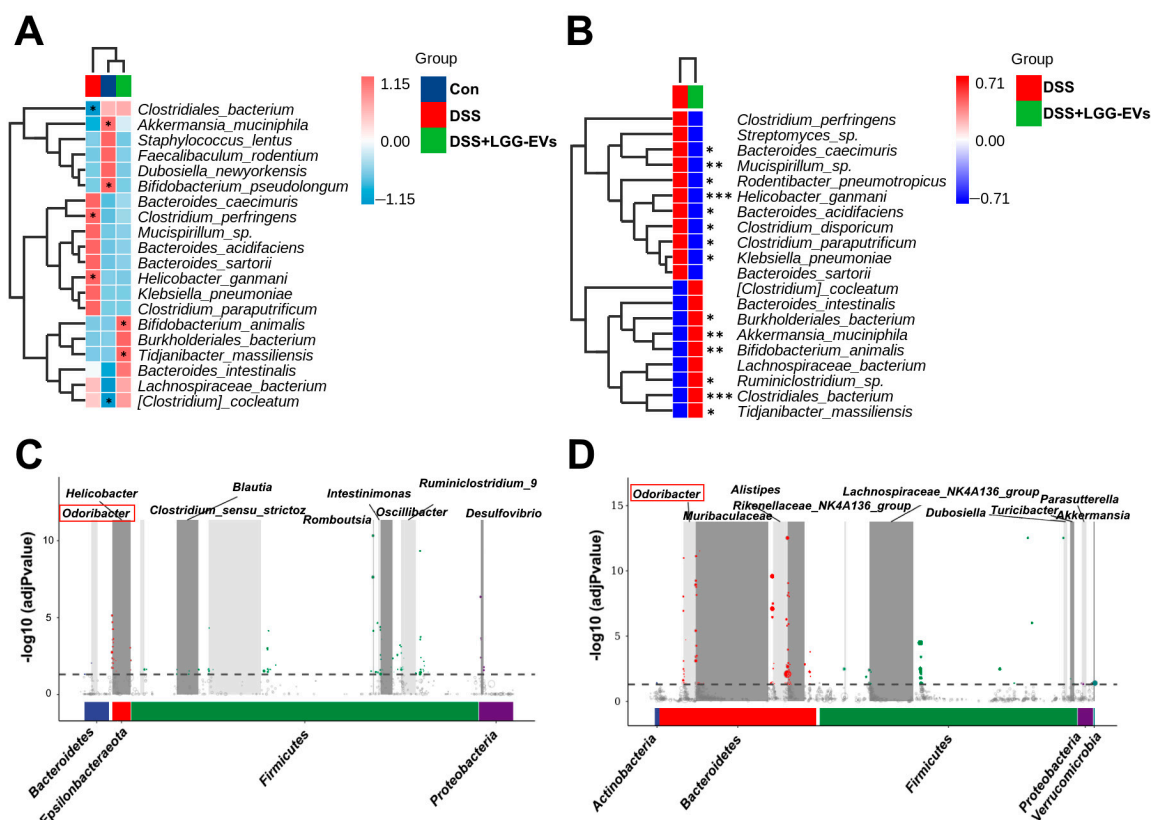 A
Group
1.15
0.00
−1.15
Con
DSS
DSS+LGG-EVs
*
Clostridiales_bacterium
*
Akkermansia_muciniphila
Staphylococcus_lentus
Faecalibaculum_rodentium
Dubosiella_newyorkensis
*
Bifidobacterium_pseudolongum
Bacteroides_caecimuris
*
Clostridium_perfringens
Mucispirillum_sp.
Bacteroides_acidifaciens
Bacteroides_sartorii
*
Helicobacter_ganmani
Klebsiella_pneumoniae
Clostridium_paraputrificum
*
Bifidobacterium_animalis
Burkholderiales_bacterium
*
Tidjanibacter_massiliensis
Bacteroides_intestinalis
Lachnospiraceae_bacterium
*
[Clostridium]_cocleatum
B
Group
0.71
0.00
−0.71
DSS
DSS+LGG-EVs
Clostridium_perfringens
Streptomyces_sp.
* Bacteroides_caecimuris
** Mucispirillum_sp.
* Rodentibacter_pneumotropicus
*** Helicobacter_ganmani
* Bacteroides_acidifaciens
* Clostridium_disporicum
* Clostridium_paraputrificum
* Klebsiella_pneumoniae
Bacteroides_sartorii
[Clostridium]_cocleatum
Bacteroides_intestinalis
* Burkholderiales_bacterium
** Akkermansia_muciniphila
** Bifidobacterium_animalis
Lachnospiraceae_bacterium
* Ruminiclostridium_sp.
*** Clostridiales_bacterium
* Tidjanibacter_massiliensis
C
Helicobacter
Odoribacter
Blautia
Clostridium_sensu_strictoz
Intestinimonas
Romboutsia
Ruminiclostridium_9
Oscillibacter
Desulfovibrio
-log10 (adjPvalue)
10
5
0
Bacteroidetes
Epsilonbacteraeota
Firmicutes
Proteobacteria
D
Odoribacter
Muribaculaceae
Alistipes
Rikenellaceae_NK4A136_group
Lachnospiraceae_NK4A136_group
Dubosiella
Turicibacter
Parasutterella
Akkermansia
-log10 (adjPvalue)
15
10
5
0
Actinobacteria
Bacteroidetes
Firmicutes
Proteobacteria
Verrucomicrobia